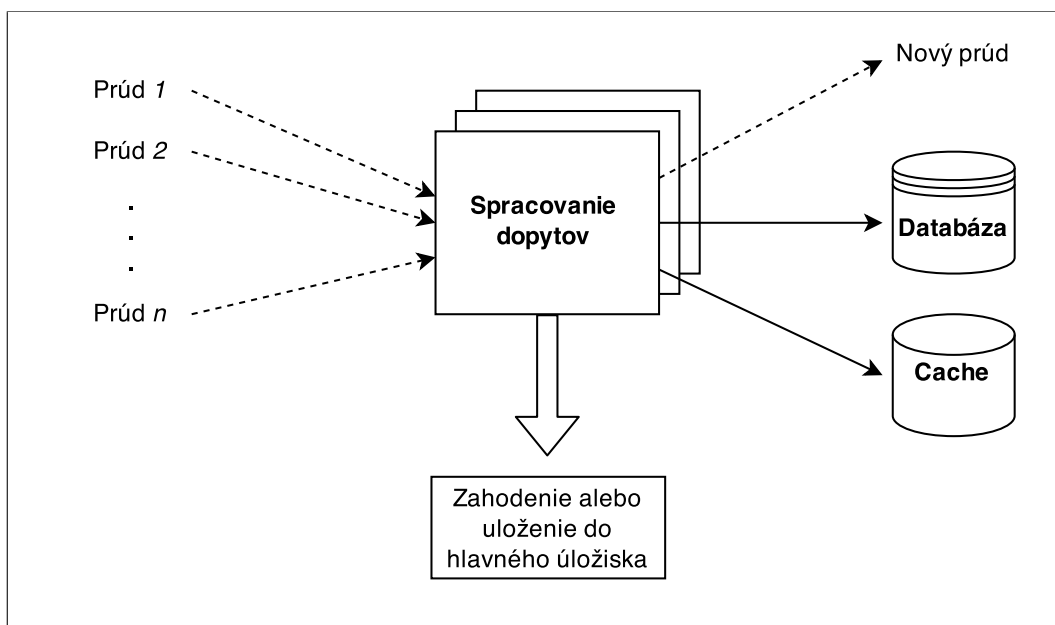 Nový prúd
Prúd 1
Prúd 2
.
.
.
Prúd n
Spracovanie
dopytov
Databáza
Cache
Zahodenie alebo
uloženie do
hlavného úložiska